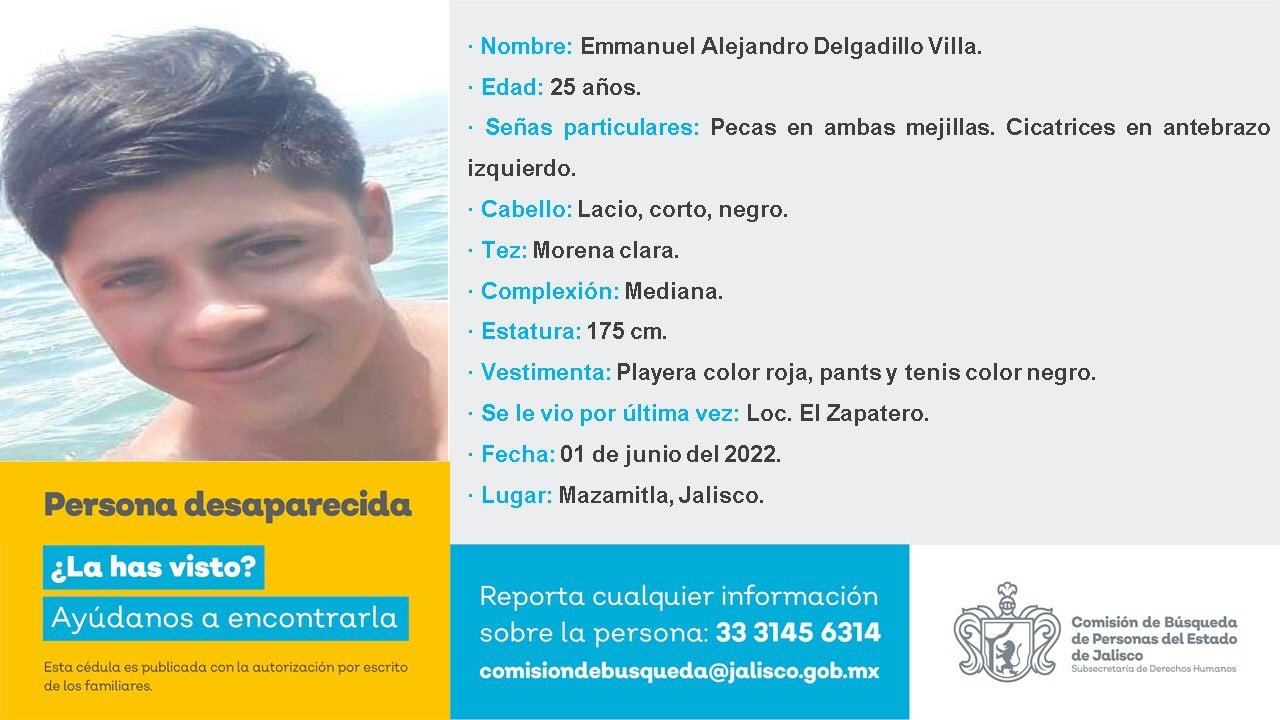 · Nombre: Emmanuel Alejandro Delgadillo Villa.
· Edad: 25 años.
· Señas particulares: Pecas en ambas mejillas. Cicatrices en antebrazo
izquierdo.
· Cabello: Lacio, corto, negro.
· Tez: Morena clara.
· Complexión: Mediana.
· Estatura: 175 cm.
· Vestimenta: Playera color roja, pants y tenis color negro.
· Se le vio por última vez: Loc. El Zapatero.
· Fecha: 01 de junio del 2022.
· Lugar: Mazamitla, Jalisco.
Persona desaparecida
¿La has visto?
Ayúdanos a encontrarla
Esta cédula es publicada con la autorización por escrito
de los familiares.
Reporta cualquier información
sobre la persona: 33 3145 6314
comisiondebusqueda@jalisco.gob.mx
Comisión de Búsqueda
de Personas del Estado
de Jalisco
Subsecretaría de Derechos Humanos